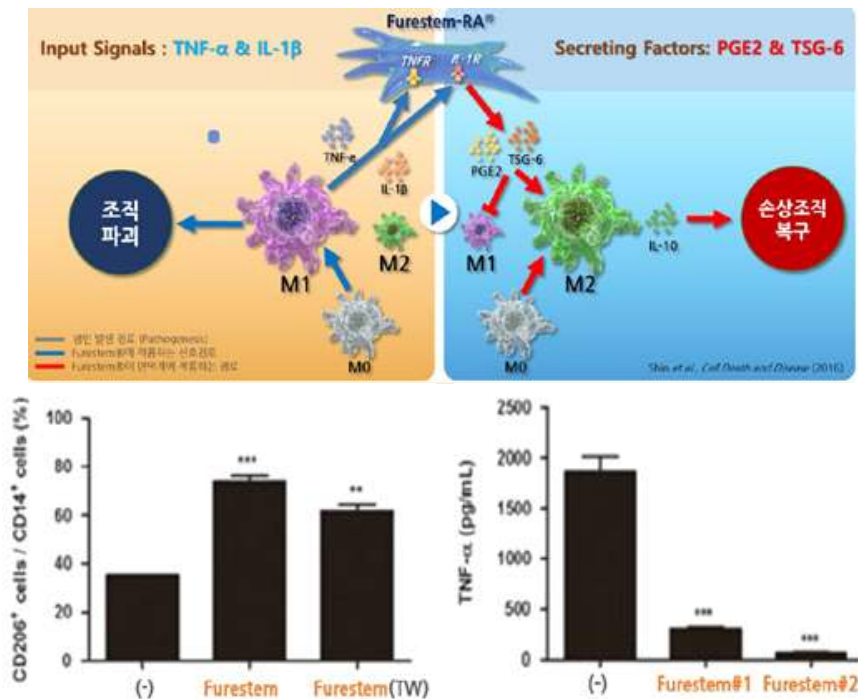 Furestem-RA®
Input Signals : TNF-α & IL-1β
Secreting Factors: PGE2 & TSG-6
TNFR
IL-1R
TNF-α
IL-1β
PGE2
TSG-6
조직
파괴
M1
M2
M0
M1
M2
IL-10
M0
손상조직
복구
(Pathogenesis)
Shin et al., Cell Death and Disease (2016)
CD206⁺ cells / CD14⁺ cells (%)
100
80
60
40
20
0
***
**
(-)
Furestem
Furestem(TW)
TNF-α (pg/mL)
2500
2000
1500
1000
500
0
***
***
(-)
Furestem#1
Furestem#2